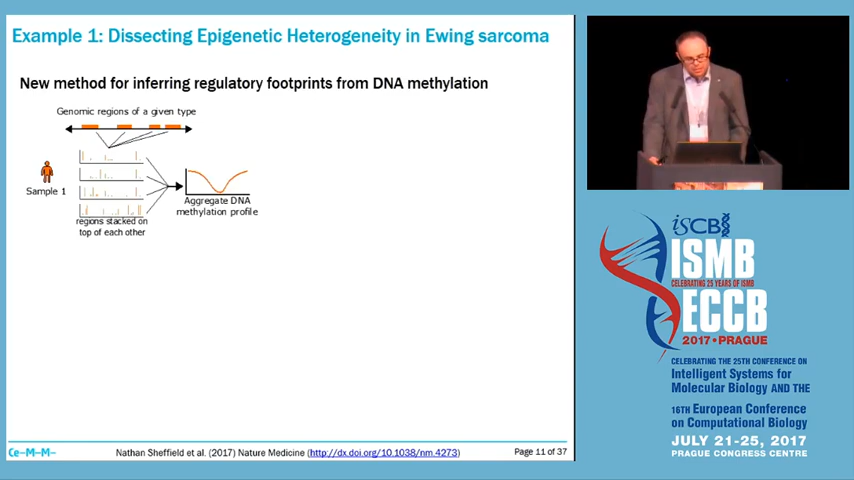 Example 1: Dissecting Epigenetic Heterogeneity in Ewing sarcoma
New method for inferring regulatory footprints from DNA methylation
Genomic regions of a given type
Sample 1
regions stacked on
top of each other
Aggregate DNA
methylation profile
Ce-M-M-
Nathan Sheffield et al. (2017) Nature Medicine (http://dx.doi.org/10.1038/nm.4273)
Page 11 of 37
iSCB
ISMB
CELEBRATING 25 YEARS OF ISMB
ECCB
2017•PRAGUE
CELEBRATING THE 25TH CONFERENCE ON
Intelligent Systems for
Molecular Biology AND THE
16TH European Conference
on Computational Biology
JULY 21-25, 2017
PRAGUE CONGRESS CENTRE